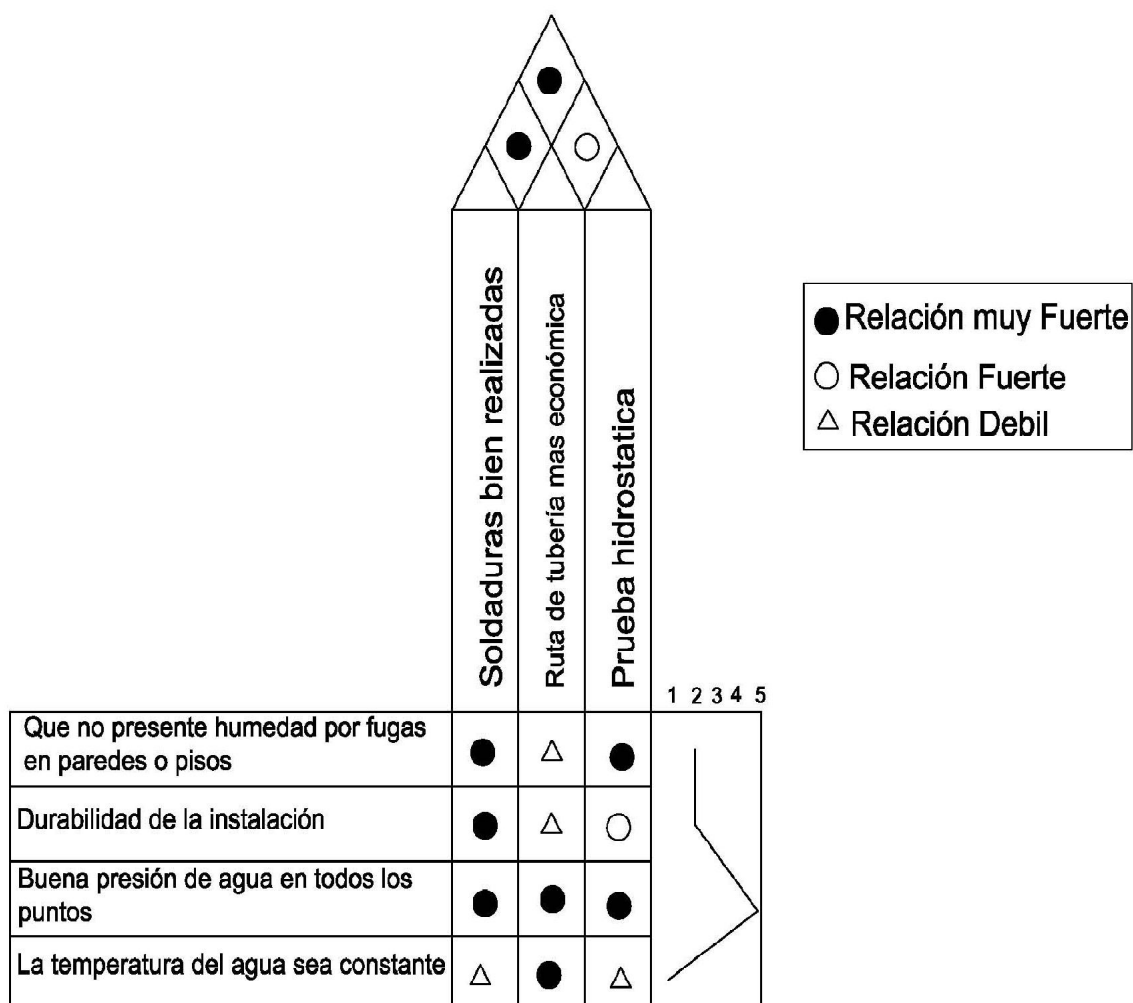 Soldaduras bien realizadas
Ruta de tubería mas económica
Prueba hidrostatica
Relación muy Fuerte
Relación Fuerte
Relación Debil
1 2 3 4 5
Que no presente humedad por fugas
en paredes o pisos
Durabilidad de la instalación
Buena presión de agua en todos los
puntos
La temperatura del agua sea constante